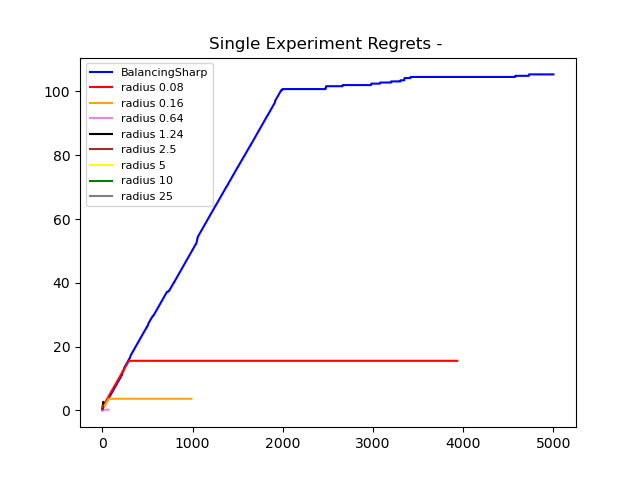 Single Experiment Regrets -
BalancingSharp
radius 0.08
radius 0.16
radius 0.64
radius 1.24
radius 2.5
radius 5
radius 10
radius 25
100
80
60
40
20
0
0 1000 2000 3000 4000 5000